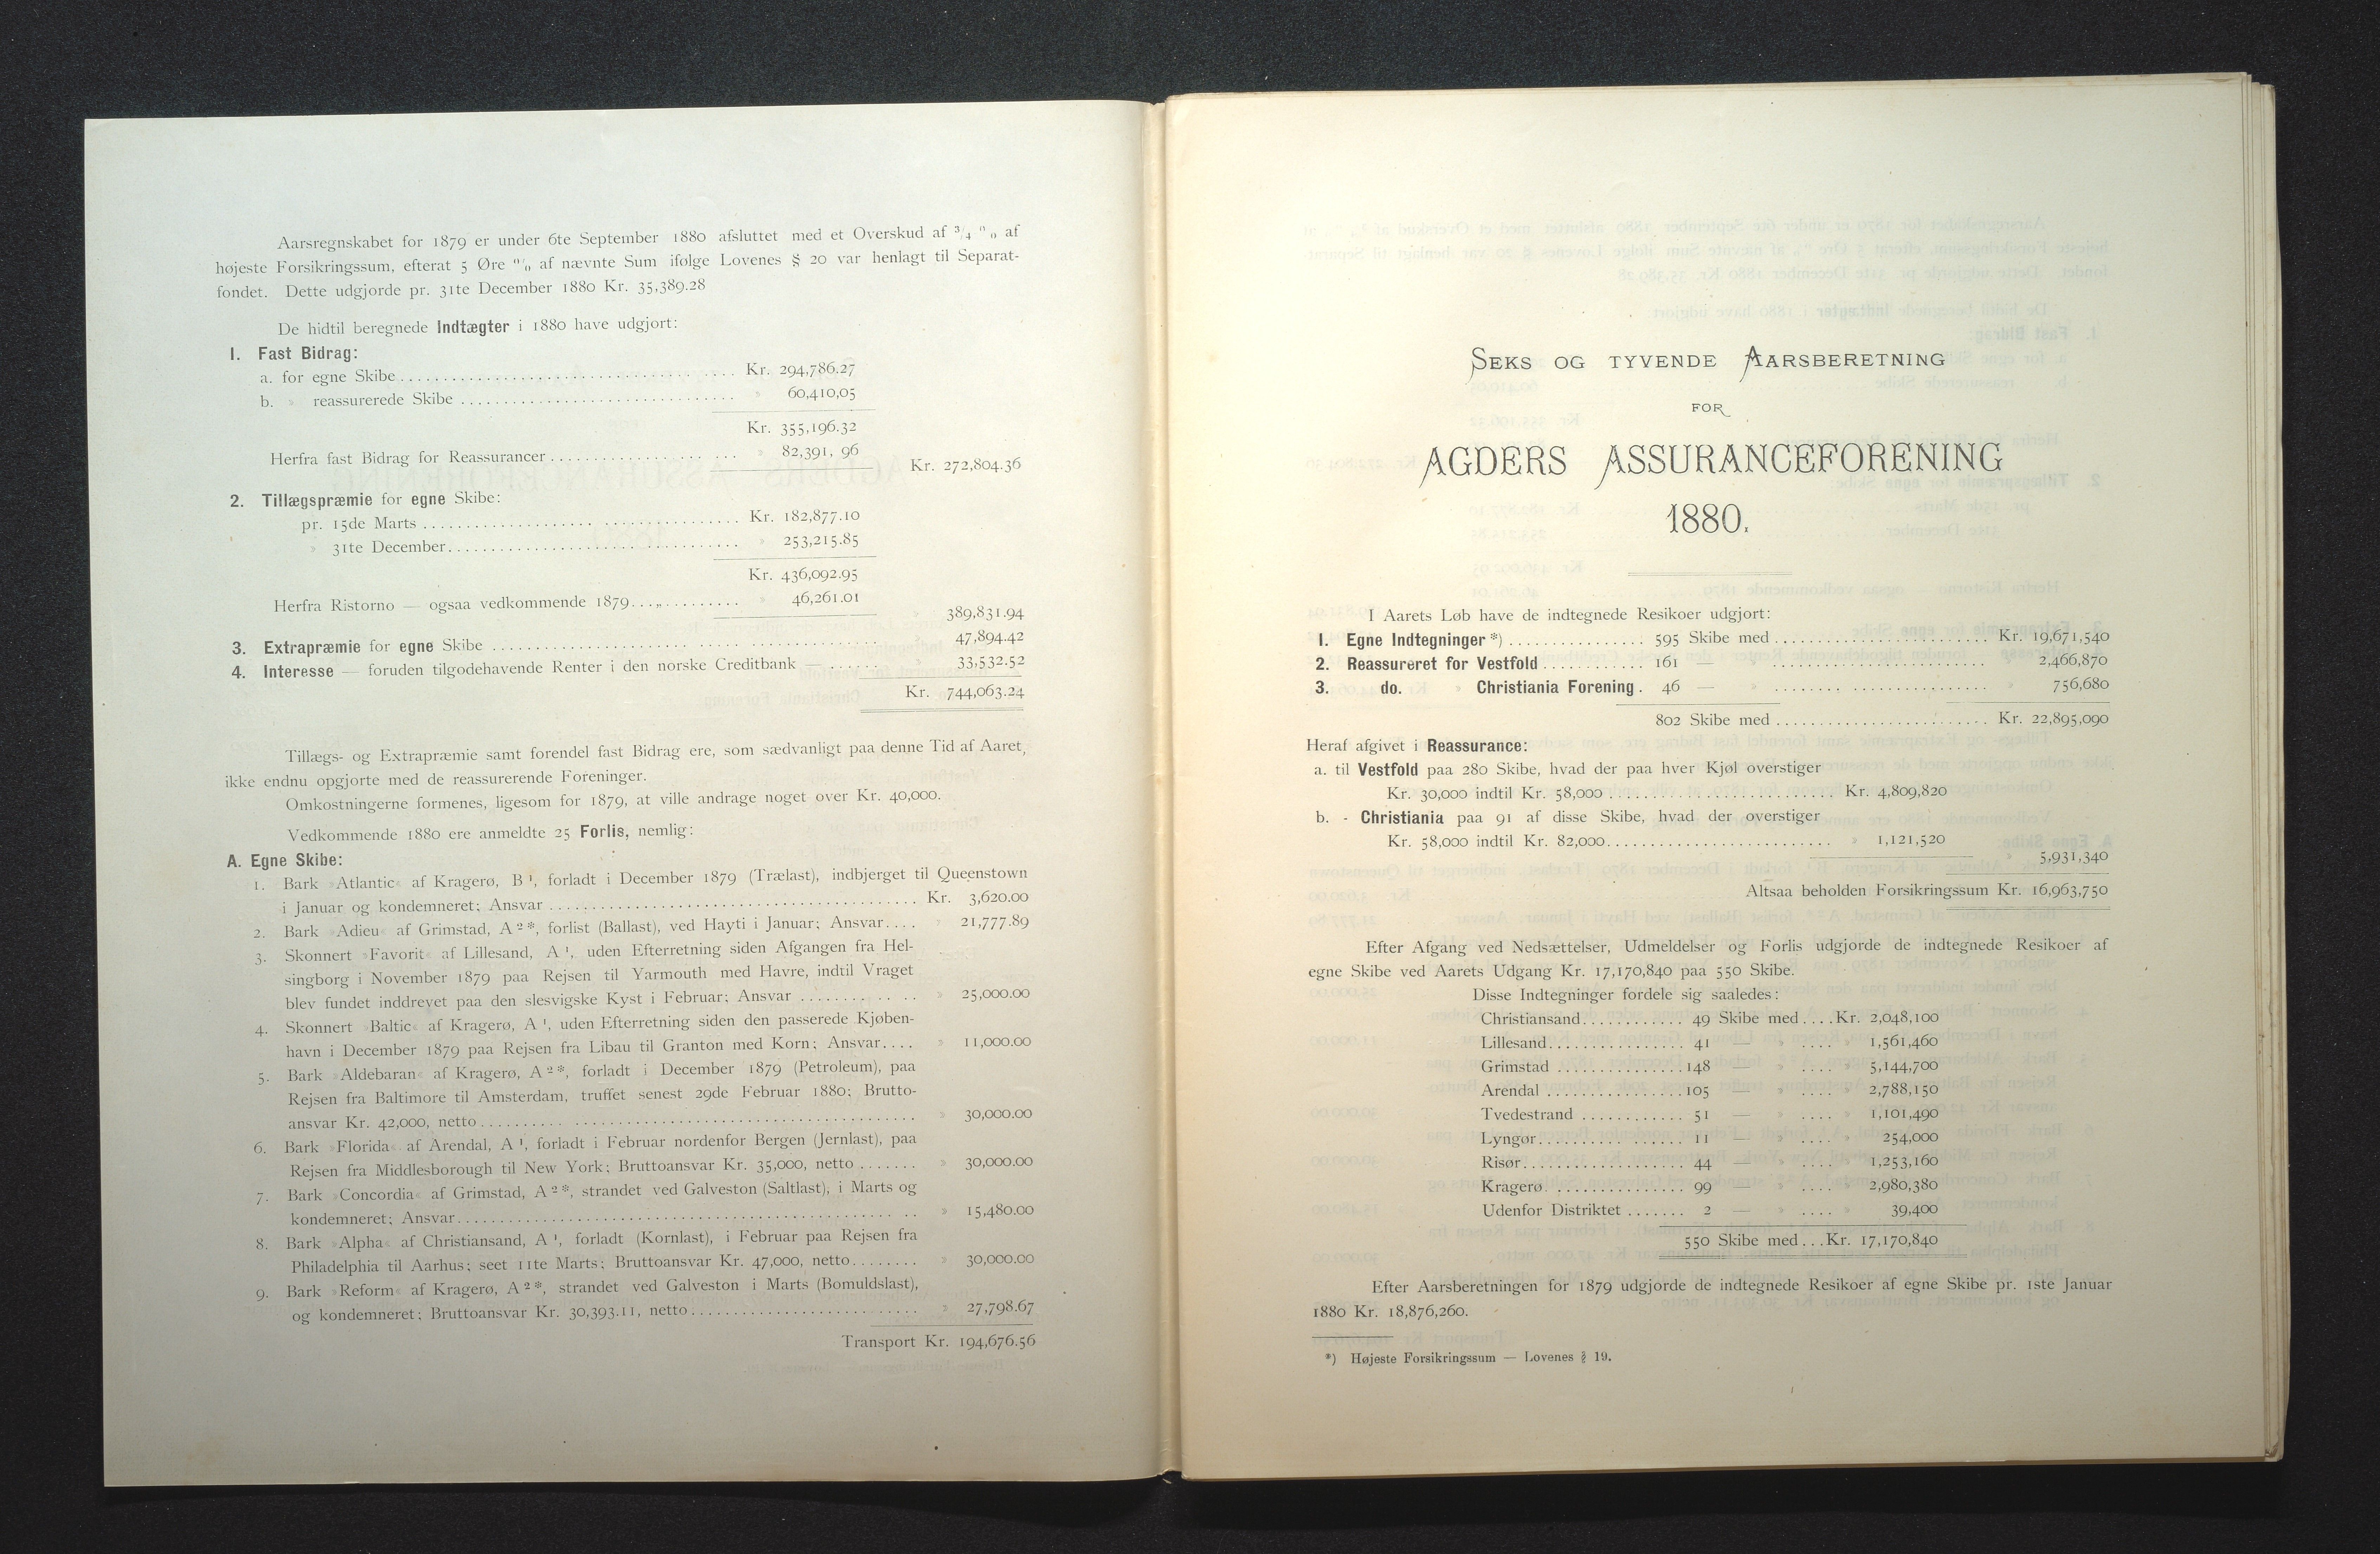 Aarsregnskabet for 1879 er under 6te September 1880 afsluttet med et Overskud af 3/4 % af
højeste Forsikringssum, efterat 5 Øre % af nævnte Sum ifølge Lovenes § 20 var henlagt til Separat-
fondet. Dette udgjorde pr. 31te December 1880 Kr. 35,389.28
De hidtil beregnede Indtægter i 1880 have udgjort:
1. Fast Bidrag:
a. for egne Skibe ........ Kr. 294,786.27
b. » reassurerede Skibe ........ » 60,410,05
Kr. 355,196.32
Herfra fast Bidrag for Reassurancer ........ » 82,391, 96
Kr. 272,804.36
2. Tillægspræmie for egne Skibe:
pr. 15de Marts ........ Kr. 182,877.10
» 31te December ........ » 253,215.85
Kr. 436,092.95
Herfra Ristorno — ogsaa vedkommende 1879 ........ » 46,261.01
» 389,831.94
3. Extrapræmie for egne Skibe ........ » 47,894.42
4. Interesse — foruden tilgodehavende Renter i den norske Creditbank — ...... » 33,532.52
Kr. 744,063.24
Tillægs- og Extrapræmie samt forendel fast Bidrag ere, som sædvanligt paa denne Tid af Aaret,
ikke endnu opgjorte med de reassurerende Foreninger.
Omkostningerne formenes, ligesom for 1879, at ville andrage noget over Kr. 40,000.
Vedkommende 1880 ere anmeldte 25 Forlis, nemlig:
A. Egne Skibe:
1. Bark »Atlantic« af Kragerø, B 1, forladt i December 1879 (Trælast), indbjerget til Queenstown
i Januar og kondemneret; Ansvar ........ Kr. 3,620.00
2. Bark »Adieu« af Grimstad, A 2 *, forlist (Ballast), ved Hayti i Januar; Ansvar.... » 21,777.89
3. Skonnert »Favorit« af Lillesand, A 1, uden Efterretning siden Afgangen fra Hel-
singborg i November 1879 paa Rejsen til Yarmouth med Havre, indtil Vraget
blev fundet inddrevet paa den slesvigske Kyst i Februar; Ansvar ........ » 25,000.00
4. Skonnert »Baltic« af Kragerø, A 1, uden Efterretning siden den passerede Kjøben-
havn i December 1879 paa Rejsen fra Libau til Granton med Korn; Ansvar.... » 11,000.00
5. Bark »Aldebaran« af Kragerø, A 2 *, forladt i December 1879 (Petroleum), paa
Rejsen fra Baltimore til Amsterdam, truffet senest 29de Februar 1880; Brutto-
ansvar Kr. 42,000, netto ........ » 30,000.00
6. Bark »Florida« af Arendal, A 1, forladt i Februar nordenfor Bergen (Jernlast), paa
Rejsen fra Middlesborough til New York; Bruttoansvar Kr. 35,000, netto ....... » 30,000.00
7. Bark »Concordia« af Grimstad, A 2 *, strandet ved Galveston (Saltlast), i Marts og
kondemneret; Ansvar ........ » 15,480.00
8. Bark »Alpha« af Christiansand, A 1, forladt (Kornlast), i Februar paa Rejsen fra
Philadelphia til Aarhus; seet 11te Marts; Bruttoansvar Kr. 47,000, netto ........ » 30,000.00
9. Bark »Reform« af Kragerø, A 2 *, strandet ved Galveston i Marts (Bomuldslast),
og kondemneret; Bruttoansvar Kr. 30,393.11, netto ........ » 27,798.67
Transport Kr. 194,676.56
SEKS OG TYVENDE AARSBERETNING
FOR
AGDERS ASSURANCEFORENING
1880.
I Aarets Løb have de indtegnede Resikoer udgjort:
1. Egne Indtegninger *) ........ 595 Skibe med ........ Kr. 19,671,540
2. Reassureret for Vestfold ........ 161 — » ........ » 2,466,870
3. do. » Christiania Forening . 46 — » ........ » 756,680
802 Skibe med ........ Kr. 22,895,090
Heraf afgivet i Reassurance:
a. til Vestfold paa 280 Skibe, hvad der paa hver Kjøl overstiger
Kr. 30,000 indtil Kr. 58,000 ........ Kr. 4,809,820
b. - Christiania paa 91 af disse Skibe, hvad der overstiger
Kr. 58,000 indtil Kr. 82,000 ........ » 1,121,520
» 5,931,340
Altsaa beholden Forsikringssum Kr. 16,963,750
Efter Afgang ved Nedsættelser, Udmeldelser og Forlis udgjorde de indtegnede Resikoer af
egne Skibe ved Aarets Udgang Kr. 17,170,840 paa 550 Skibe.
Disse Indtegninger fordele sig saaledes:
Christiansand ............ 49 Skibe med .... Kr. 2,048,100
Lillesand ............ 41 — » .... » 1,561,460
Grimstad ............ 148 — » .... » 5,144,700
Arendal ............ 105 — » .... » 2,788,150
Tvedestrand ............ 51 — » .... » 1,101,490
Lyngør ............ 11 — » .... » 254,000
Risør ............ 44 — » .... » 1,253,160
Kragerø ............ 99 — » .... » 2,980,380
Udenfor Distriktet ....... 2 — » .... » 39,400
550 Skibe med ... Kr. 17,170,840
Efter Aarsberetningen for 1879 udgjorde de indtegnede Resikoer af egne Skibe pr. 1ste Januar
1880 Kr. 18,876,260.
*) Højeste Forsikringssum — Lovenes § 19.